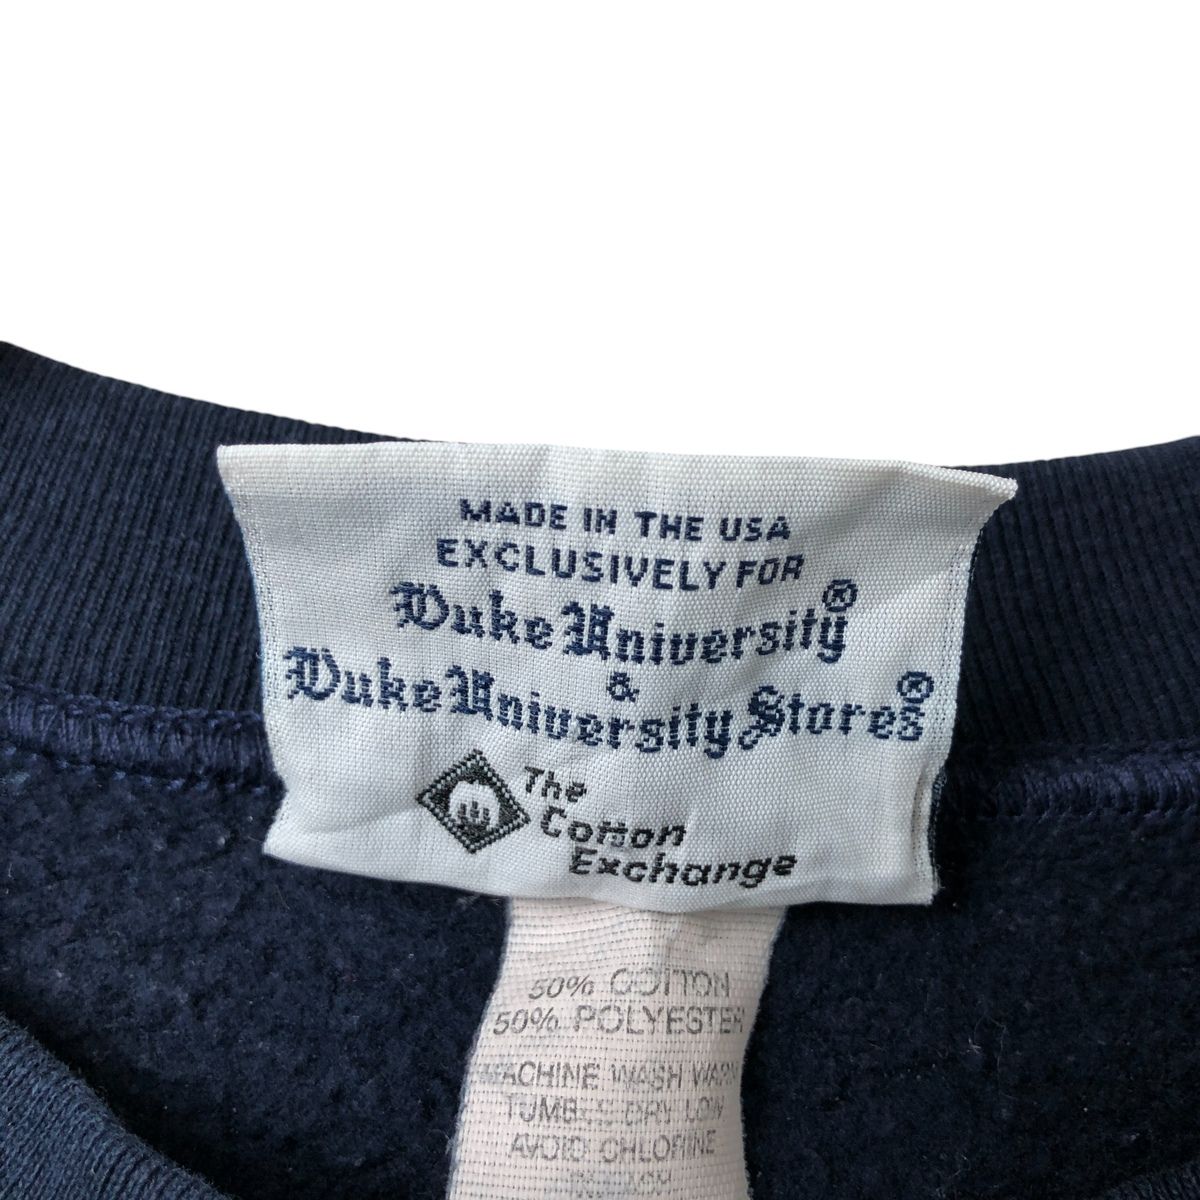 MADE IN THE USA
EXCLUSIVELY FOR
Duke University®
&
Duke University Stores®
The
Cotton
Exchange
50% COTTON
50% POLYESTER
MACHINE WASH WARM
TUMBLE DRY LOW
AVOID CHLORINE